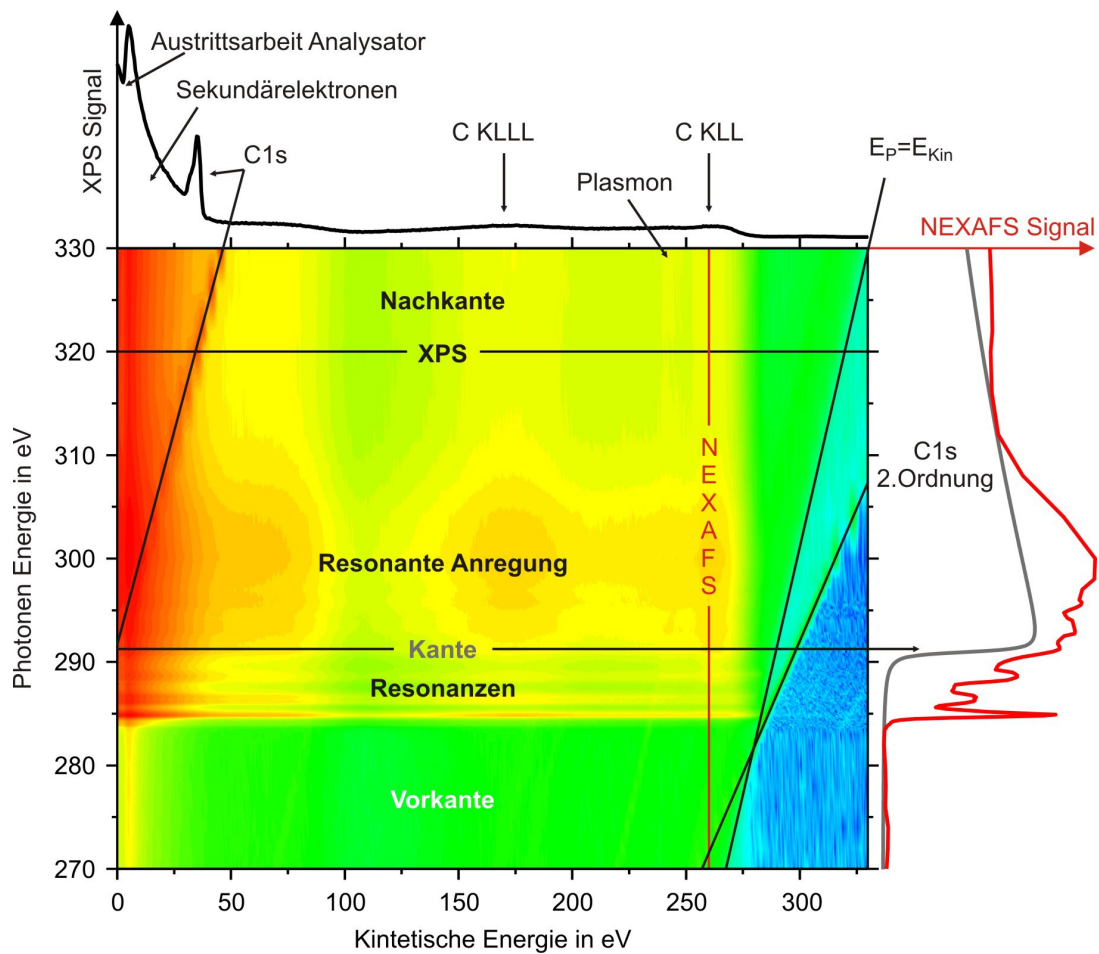 Austrittsarbeit Analysator
Sekundärelektronen
XPS Signal
C1s
C KLLL
C KLL
Plasmon
E_P=E_Kin
NEXAFS Signal
330
320
310
300
290
280
270
Photonen Energie in eV
Nachkante
XPS
NEXAFS
C1s
2.Ordnung
Resonante Anregung
Kante
Resonanzen
Vorkante
0
50
100
150
200
250
300
Kintetische Energie in eV